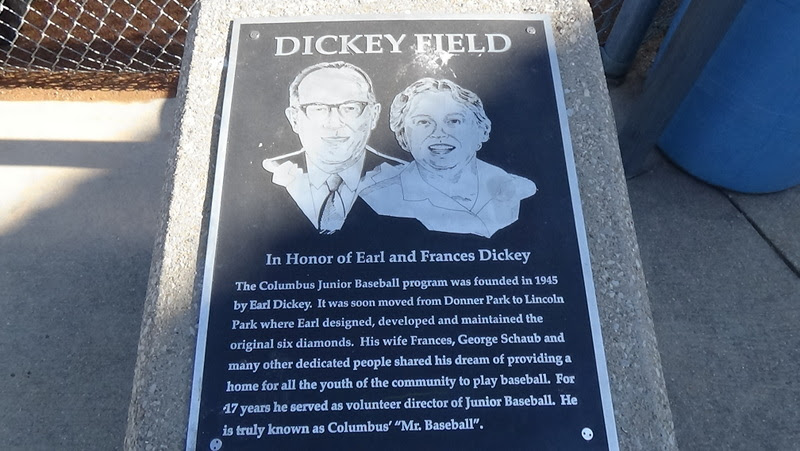 DICKEY FIELD
In Honor of Earl and Frances Dickey
The Columbus Junior Baseball program was founded in 1945
by Earl Dickey. It was soon moved from Donner Park to Lincoln
Park where Earl designed, developed and maintained the
original six diamonds. His wife Frances, George Schaub and
many other dedicated people shared his dream of providing a
home for all the youth of the community to play baseball. For
17 years he served as volunteer director of Junior Baseball. He
is truly known as Columbus' "Mr. Baseball".